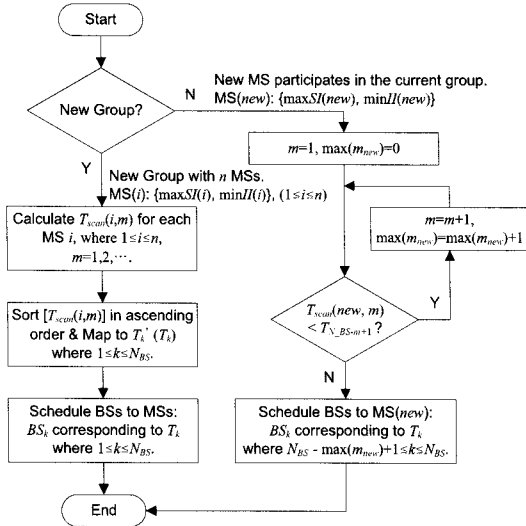 Start
New Group?
N
New MS participates in the current group.
MS(new): {maxSI(new), minII(new)}
m=1, max(m_new)=0
Y
New Group with n MSs.
MS(i): {maxSI(i), minII(i)}, (1≤i≤n)
Calculate T_scan(i,m) for each
MS i, where 1≤i≤n,
m=1,2,⋯.
m=m+1,
max(m_new)=max(m_new)+1
Y
T_scan(new, m)
< T_N_BS-m+1 ?
N
Sort [T_scan(i,m)] in ascending
order & Map to T_k* (T_k)
where 1≤k≤N_BS.
Schedule BSs to MSs:
BS_k corresponding to T_k
where 1≤k≤N_BS.
Schedule BSs to MS(new):
BS_k corresponding to T_k
where N_BS - max(m_new)+1≤k≤N_BS.
End